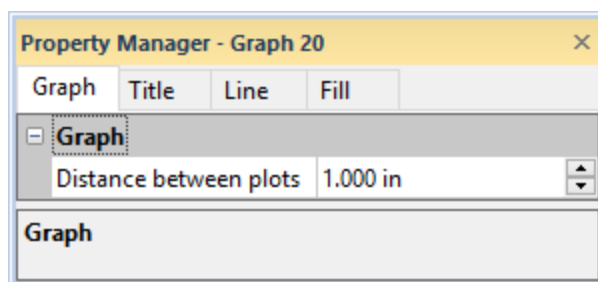 Property Manager - Graph 20
Graph Title Line Fill
Graph
Distance between plots 1.000 in
Graph